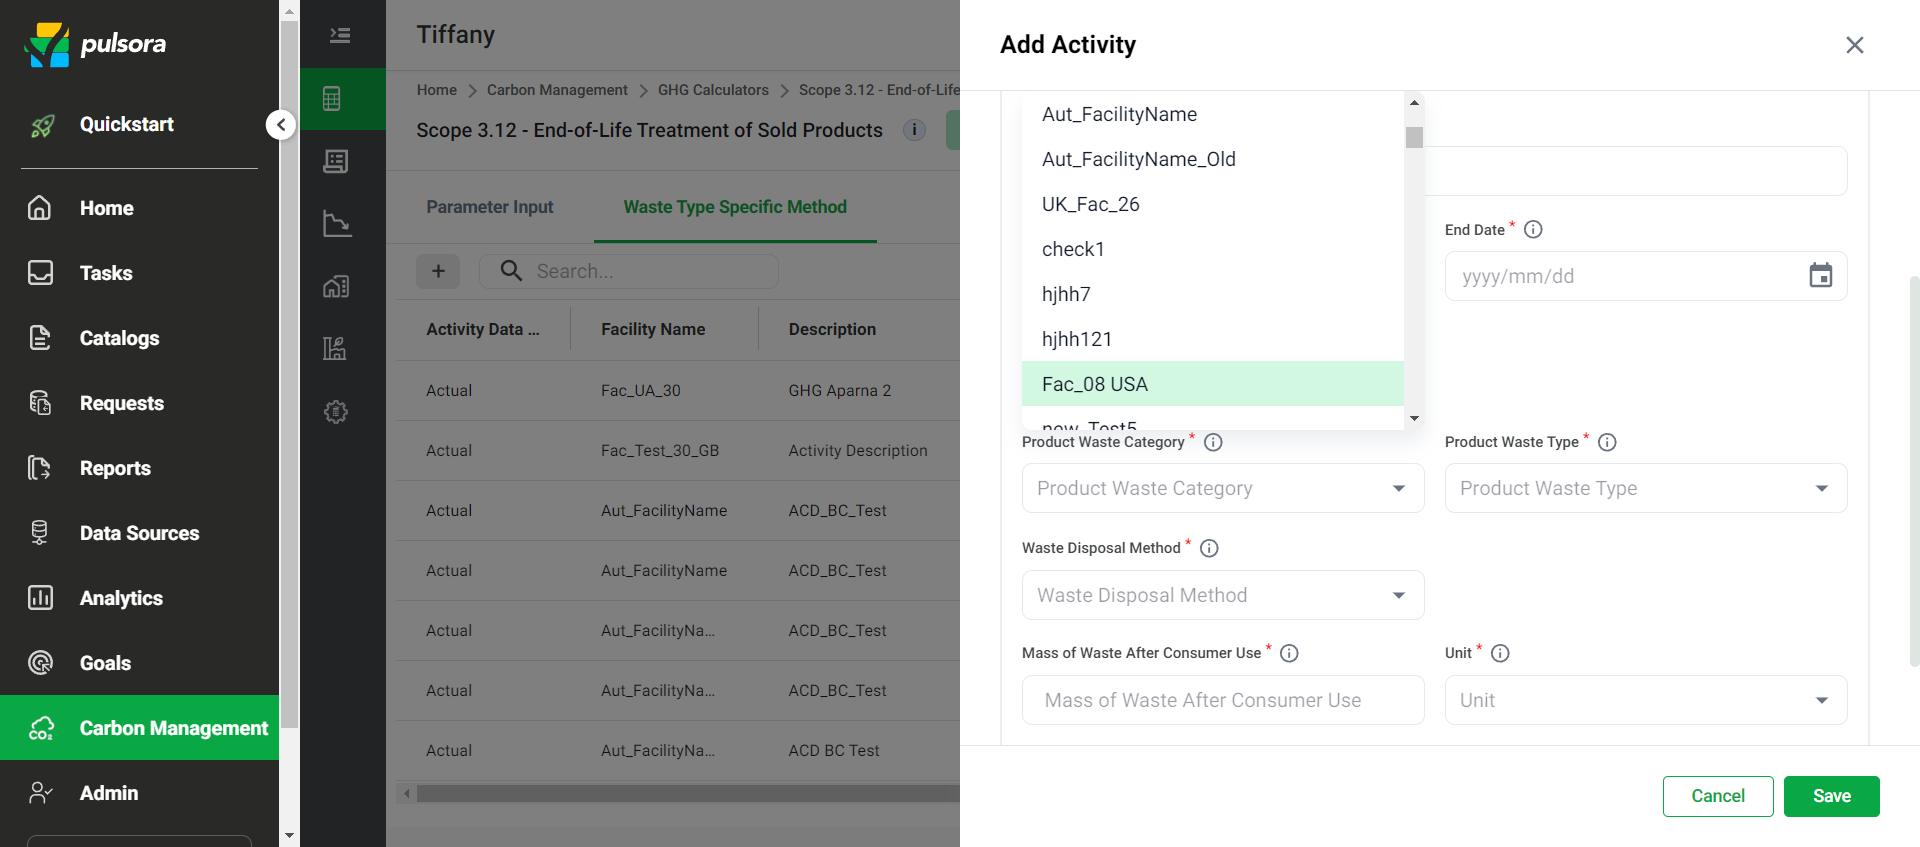 pulsora
Quickstart
Home
Tasks
Catalogs
Requests
Reports
Data Sources
Analytics
Goals
CO₂
Carbon Management
Admin
Tiffany
Home > Carbon Management > GHG Calculators > Scope 3.12 - End-of-Life
Scope 3.12 - End-of-Life Treatment of Sold Products i
Parameter Input Waste Type Specific Method
+ Search...
Activity Data ... Facility Name Description
Actual Fac_UA_30 GHG Aparna 2
Actual Fac_Test_30_GB Activity Description
Actual Aut_FacilityName ACD_BC_Test
Actual Aut_FacilityName ACD_BC_Test
Actual Aut_FacilityNa... ACD_BC_Test
Actual Aut_FacilityNa... ACD_BC_Test
Actual Aut_FacilityNa... ACD BC Test
Add Activity
Aut_FacilityName
Aut_FacilityName_Old
UK_Fac_26
check1
hjhh7
hjhh121
Fac_08 USA
new_Test5
End Date *
yyyy/mm/dd
Product Waste Category * Product Waste Type *
Product Waste Category Product Waste Type
Waste Disposal Method *
Waste Disposal Method
Mass of Waste After Consumer Use * Unit *
Mass of Waste After Consumer Use Unit
Cancel Save